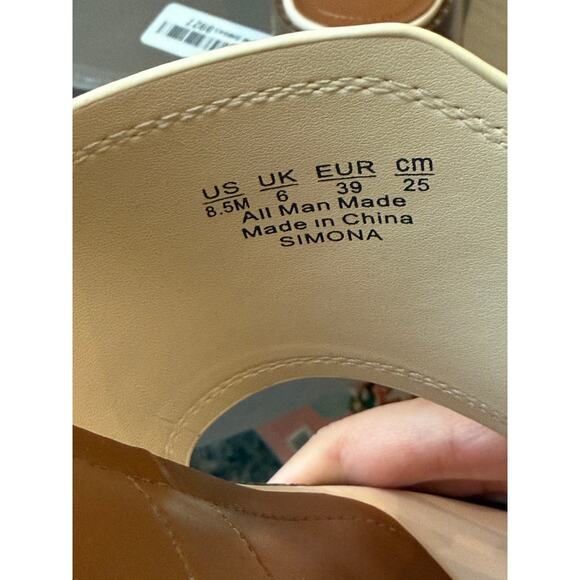 US UK EUR cm
8.5M 6 39 25
All Man Made
Made in China
SIMONA